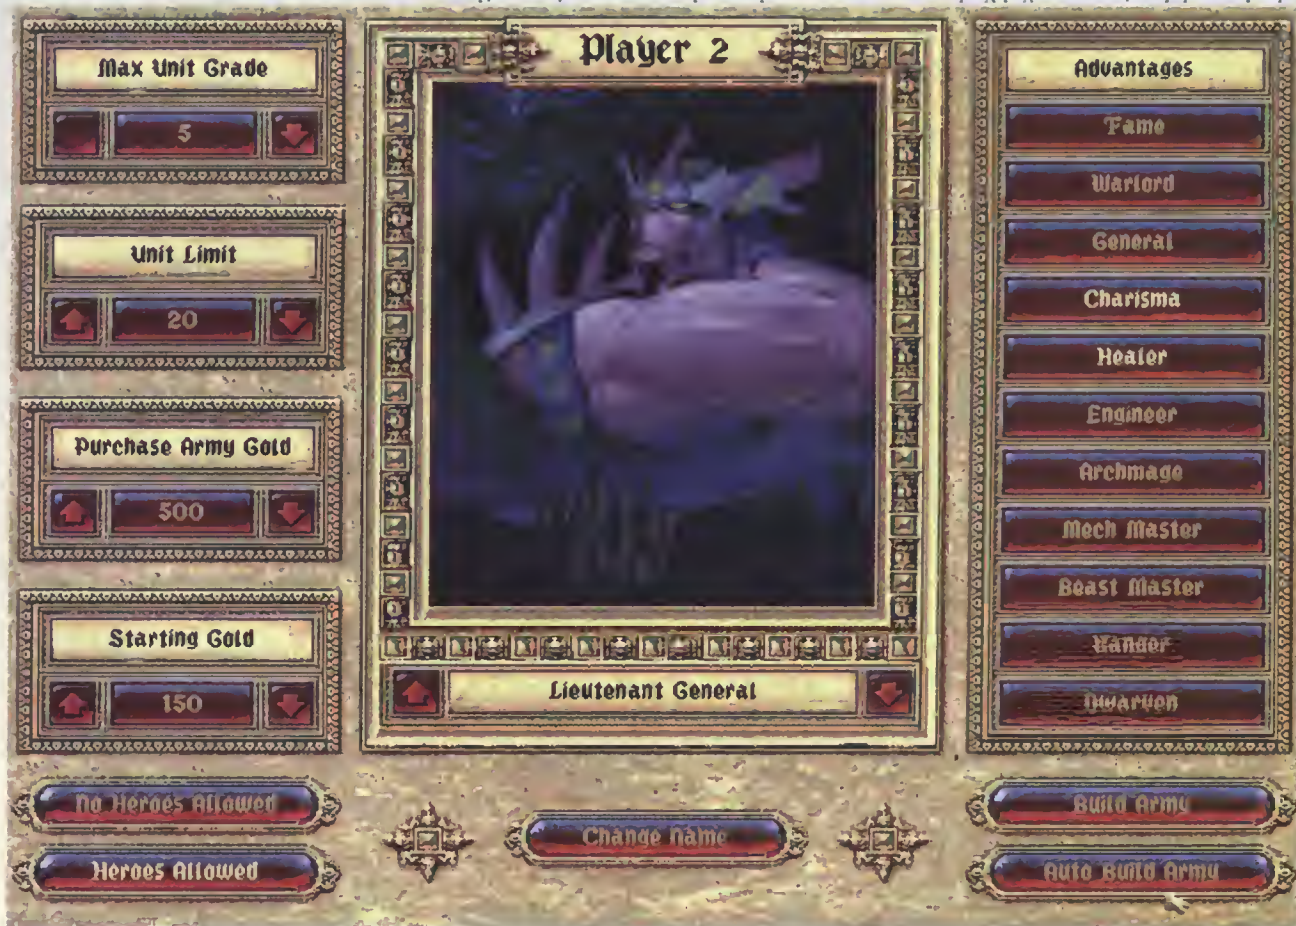 Max Unit Grade
5
Unit Limit
20
Purchase Army Gold
500
Starting Gold
150
No Heroes Allowed
Heroes Allowed
Player 2
Lieutenant General
Change Name
Advantages
Fame
Warlord
General
Charisma
Healer
Engineer
Archmage
Mech Master
Beast Master
Ranger
Dwarven
Build Army
Auto Build Army